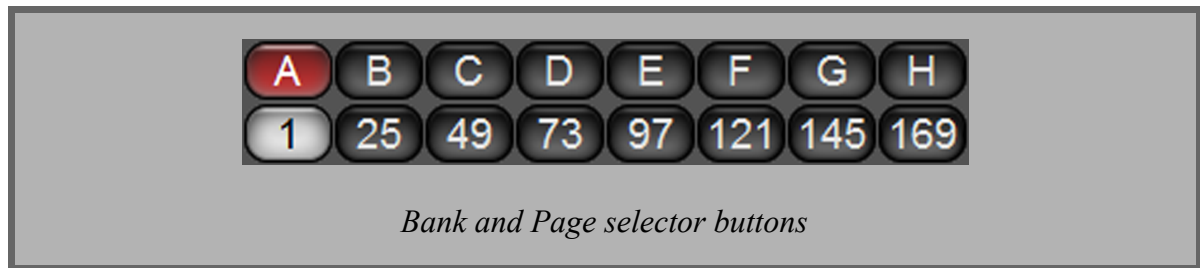 A B C D E F G H
1 25 49 73 97 121 145 169
Bank and Page selector buttons